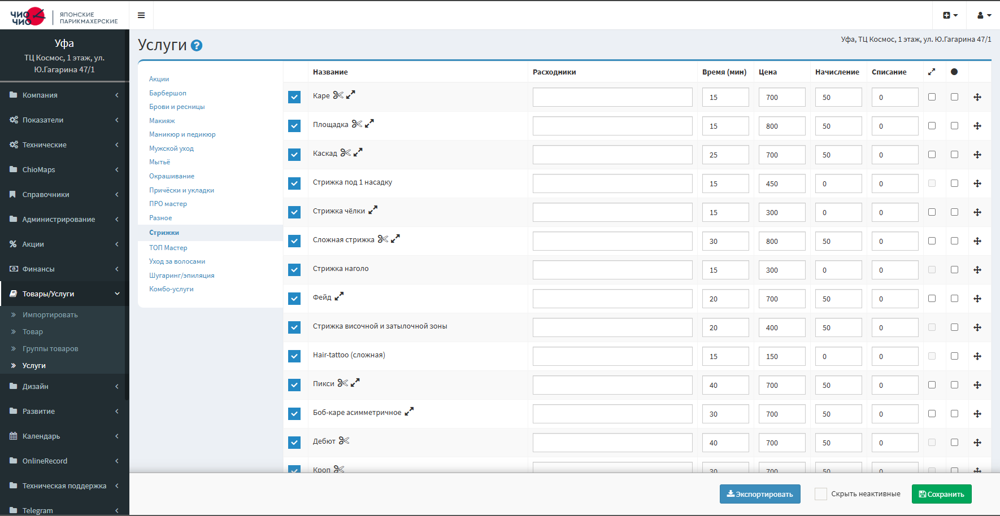 ЧИО ЧИО
ЯПОНСКИЕ ПАРИКМАХЕРСКИЕ
Уфа
ТЦ Космос, 1 этаж, ул.
Ю.Гагарина 47/1
Компания
Показатели
Технические
ChioMaps
Справочники
Администрирование
Акции
Финансы
Товары/Услуги
Импортировать
Товар
Группы товаров
Услуги
Дизайн
Развитие
Календарь
OnlineRecord
Техническая поддержка
Telegram
Услуги ?
Уфа, ТЦ Космос, 1 этаж, ул. Ю.Гагарина 47/1
Акции
Барбершоп
Брови и ресницы
Макияж
Маникюр и педикюр
Мужской уход
Мытьё
Окрашивание
Причёски и укладки
ПРО мастер
Разное
Стрижки
ТОП Мастер
Уход за волосами
Шугаринг/эпиляция
Комбо-услуги
Название Расходники Время (мин) Цена Начисление Списание
Каре 15 700 50 0
Площадка 15 800 50 0
Каскад 25 700 50 0
Стрижка под 1 насадку 15 450 0 0
Стрижка чёлки 15 300 0 0
Сложная стрижка 30 800 50 0
Стрижка наголо 15 300 0 0
Фейд 20 700 50 0
Стрижка височной и затылочной зоны 20 400 50 0
Hair-tattoo (сложная) 15 150 0 0
Пикси 40 700 50 0
Боб-каре асимметричное 30 700 50 0
Дебют 40 700 50 0
Кроп 30 700 50 0
Экспортировать
Скрыть неактивные
Сохранить